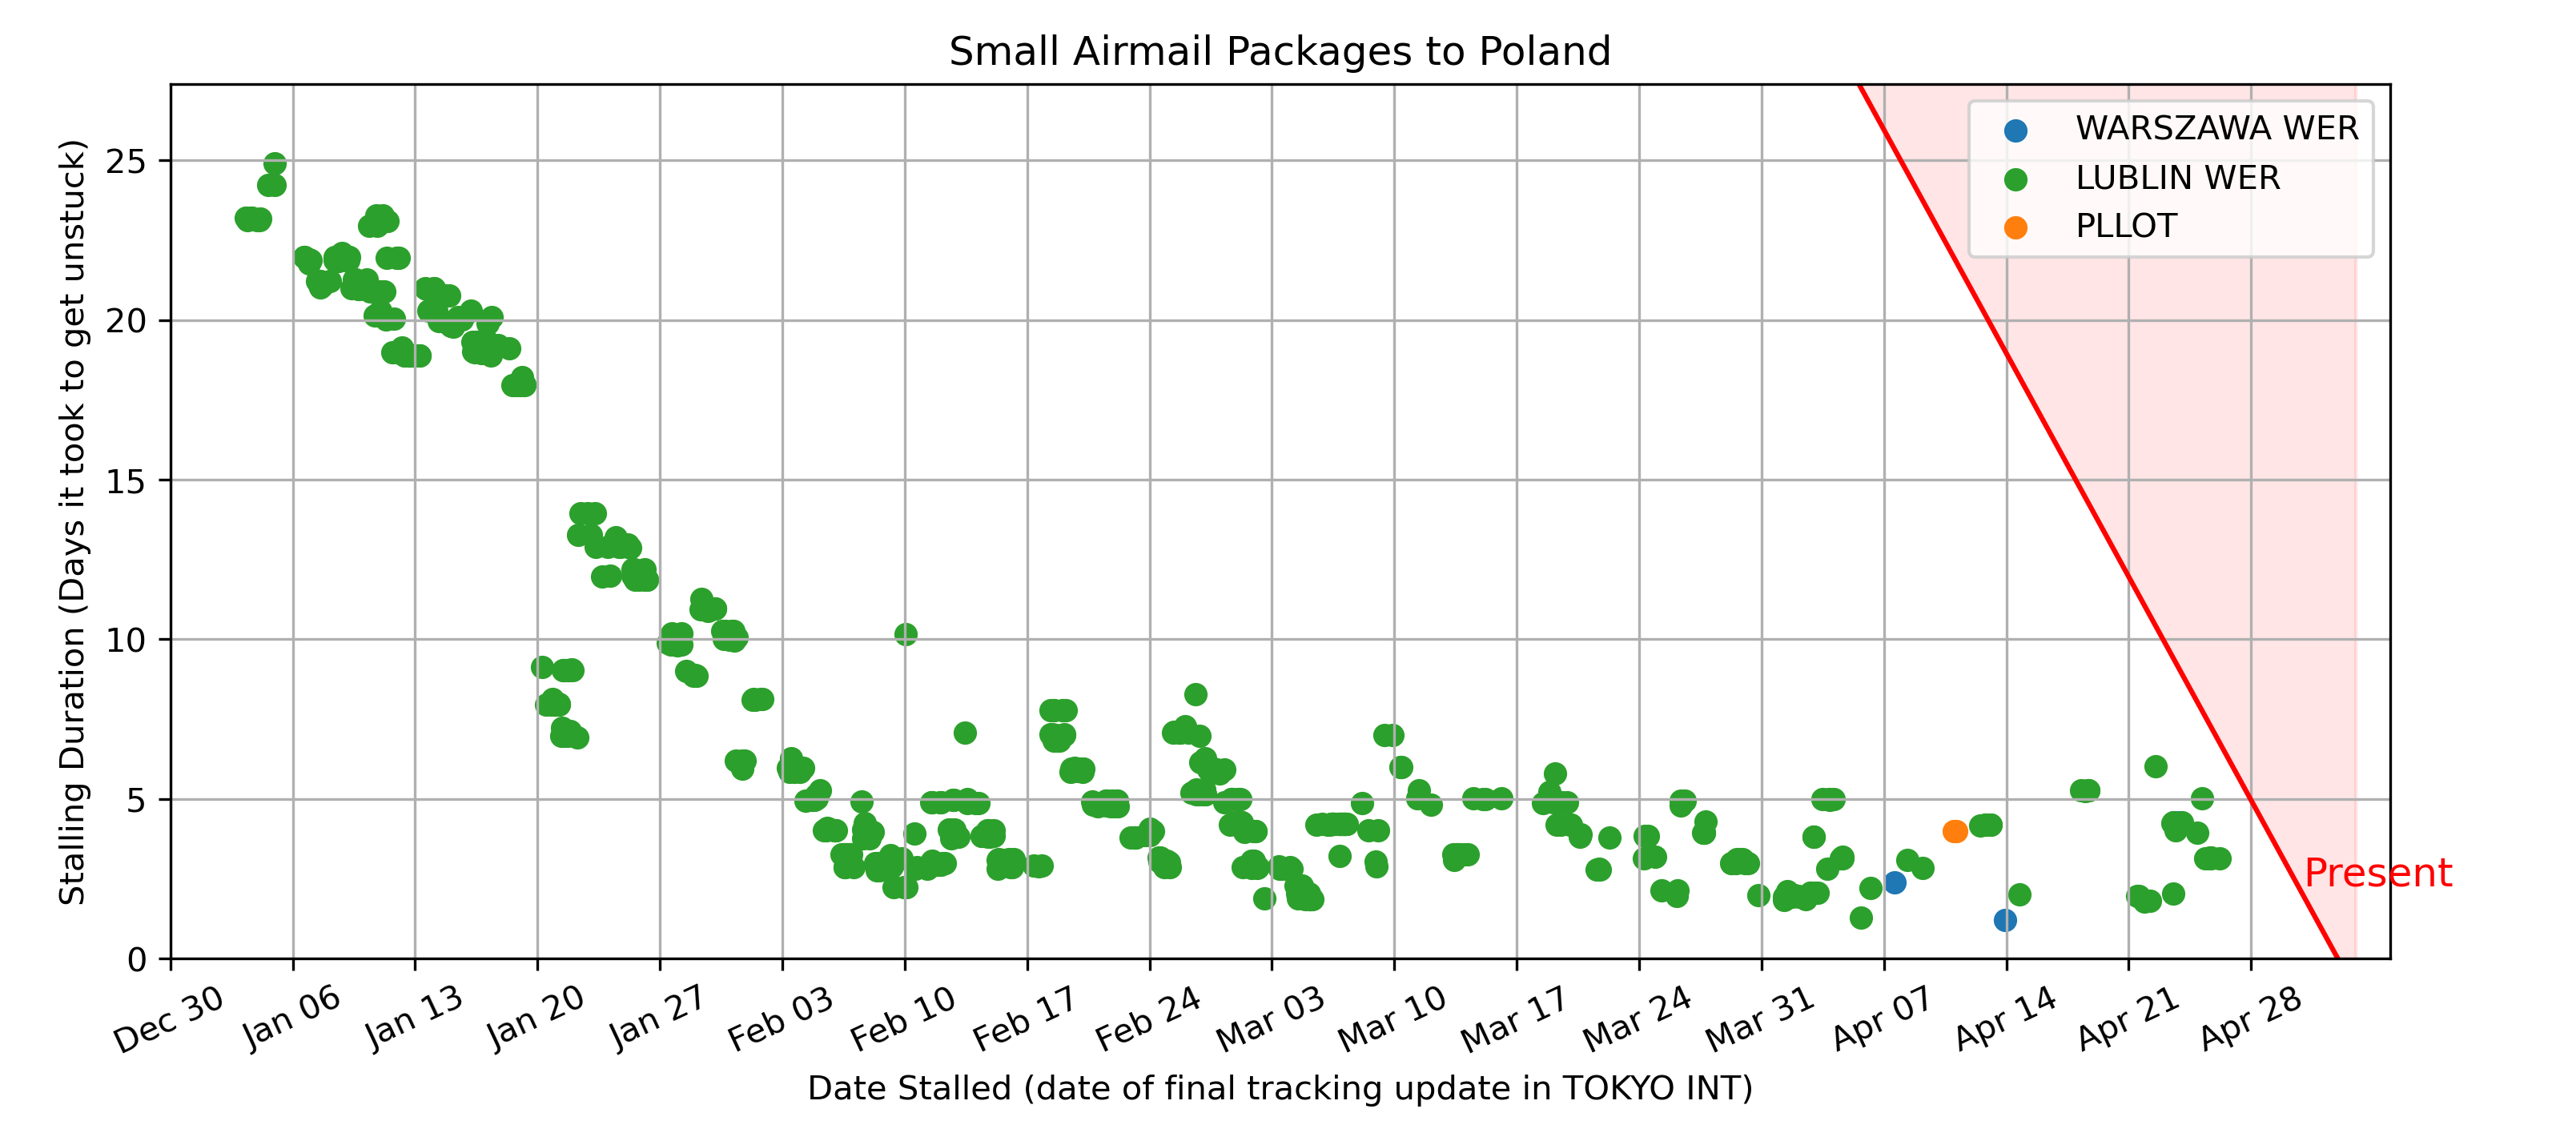 Small Airmail Packages to Poland
Stalling Duration (Days it took to get unstuck)
25
20
15
10
5
0
WARSZAWA WER
LUBLIN WER
PLLOT
Present
Dec 30
Jan 06
Jan 13
Jan 20
Jan 27
Feb 03
Feb 10
Feb 17
Feb 24
Mar 03
Mar 10
Mar 17
Mar 24
Mar 31
Apr 07
Apr 14
Apr 21
Apr 28
Date Stalled (date of final tracking update in TOKYO INT)